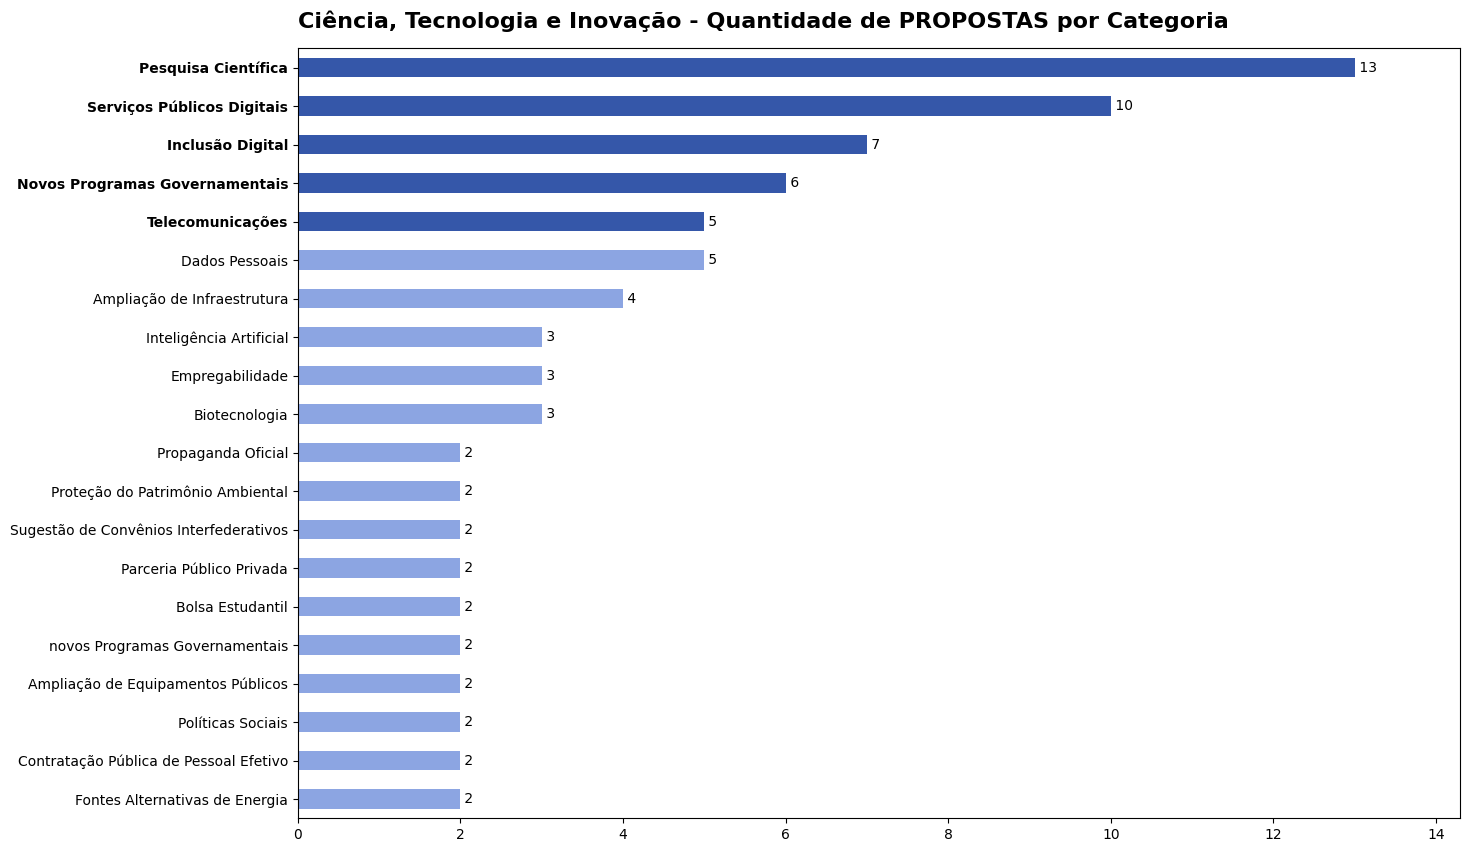 Ciência, Tecnologia e Inovação - Quantidade de PROPOSTAS por Categoria
Pesquisa Científica 13
Serviços Públicos Digitais 10
Inclusão Digital 7
Novos Programas Governamentais 6
Telecomunicações 5
Dados Pessoais 5
Ampliação de Infraestrutura 4
Inteligência Artificial 3
Empregabilidade 3
Biotecnologia 3
Propaganda Oficial 2
Proteção do Patrimônio Ambiental 2
Sugestão de Convênios Interfederativos 2
Parceria Público Privada 2
Bolsa Estudantil 2
novos Programas Governamentais 2
Ampliação de Equipamentos Públicos 2
Políticas Sociais 2
Contratação Pública de Pessoal Efetivo 2
Fontes Alternativas de Energia 2
0 2 4 6 8 10 12 14